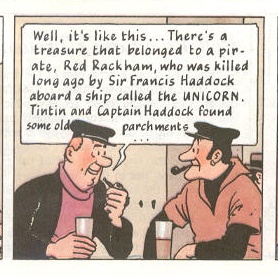 Well, it's like this... There's a
treasure that belonged to a pir-
ate, Red Rackham, who was killed
long ago by Sir Francis Haddock
aboard a ship called the UNICORN.
Tintin and Captain Haddock found
some old parchments
...